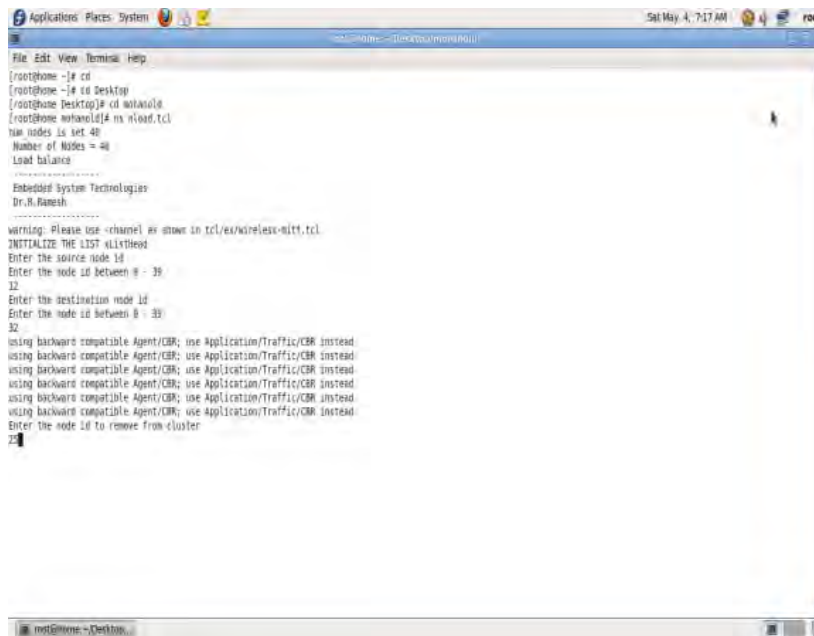 Applications Places System
Sat May 4, 7:17 AM
root@home:~/Desktop/mohanold
File Edit View Terminal Help
[root@home ~]# cd
[root@home ~]# cd Desktop
[root@home Desktop]# cd mohanold
[root@home mohanold]# ns nload.tcl
num_nodes is set 40
Number of Nodes = 40
Load balance
------------------
Embedded System Technologies
Dr.R.Ramesh
------------------
warning: Please use -channel as shown in tcl/ex/wireless-mitf.tcl
INITIALIZE THE LIST xListHead
Enter the source node id
Enter the node id between 0 - 39
12
Enter the destination node id
Enter the node id between 0 - 39
32
using backward compatible Agent/CBR; use Application/Traffic/CBR instead
using backward compatible Agent/CBR; use Application/Traffic/CBR instead
using backward compatible Agent/CBR; use Application/Traffic/CBR instead
using backward compatible Agent/CBR; use Application/Traffic/CBR instead
using backward compatible Agent/CBR; use Application/Traffic/CBR instead
using backward compatible Agent/CBR; use Application/Traffic/CBR instead
Enter the node id to remove from cluster
25
root@home:~/Desktop...